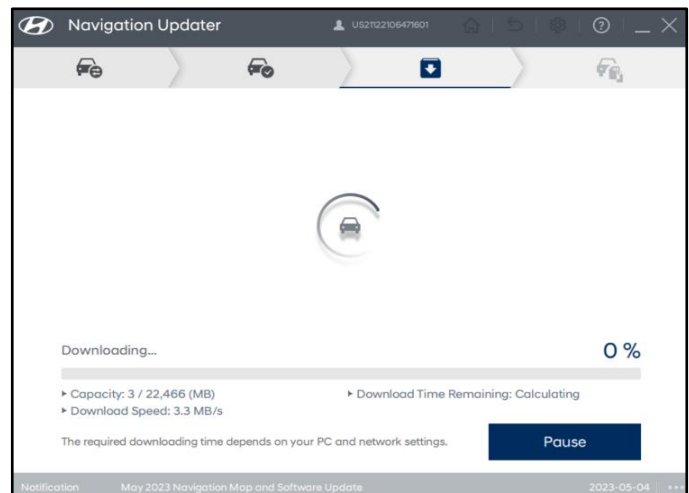 Navigation Updater US21122106471601
Downloading... 0 %
▸ Capacity: 3 / 22,466 (MB) ▸ Download Time Remaining: Calculating
▸ Download Speed: 3.3 MB/s
The required downloading time depends on your PC and network settings. Pause
Notification May 2023 Navigation Map and Software Update 2023-05-04